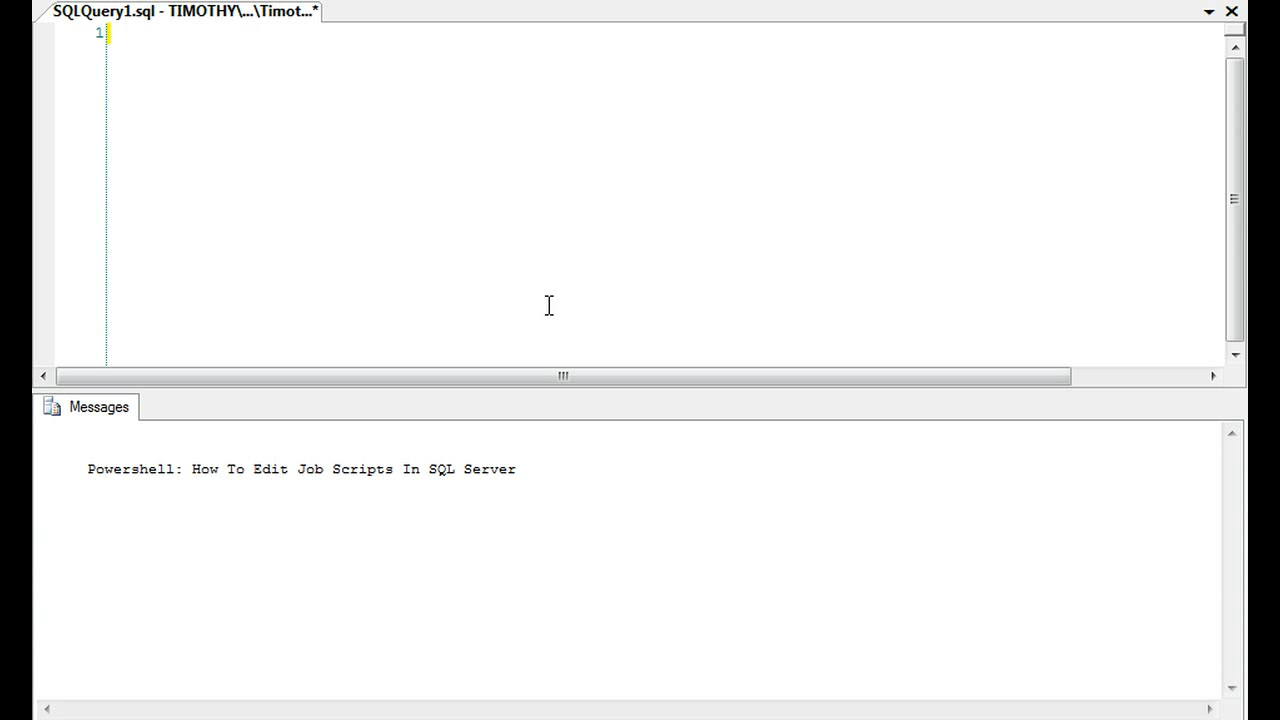 SQLQuery1.sql - TIMOTHY\...\Timot...*
1
Messages
Powershell: How To Edit Job Scripts In SQL Server